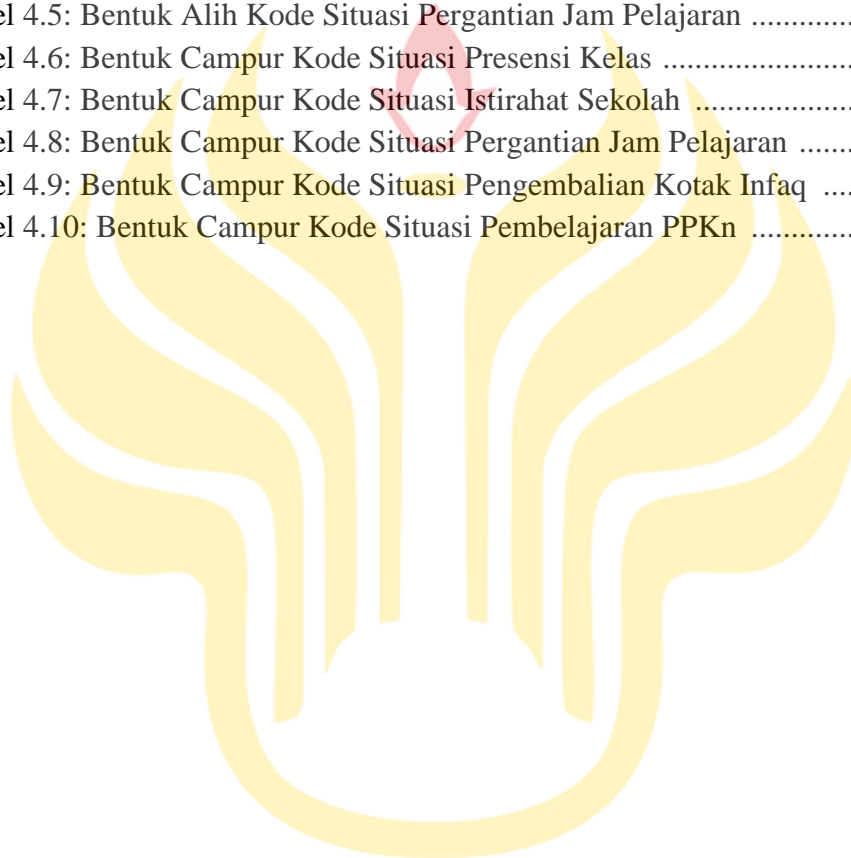 el 4.5: Bentuk Alih Kode Situasi Pergantian Jam Pelajaran .............
el 4.6: Bentuk Campur Kode Situasi Presensi Kelas ........................
el 4.7: Bentuk Campur Kode Situasi Istirahat Sekolah ....................
el 4.8: Bentuk Campur Kode Situasi Pergantian Jam Pelajaran .......
el 4.9: Bentuk Campur Kode Situasi Pengembalian Kotak Infaq ....
el 4.10: Bentuk Campur Kode Situasi Pembelajaran PPKn .............